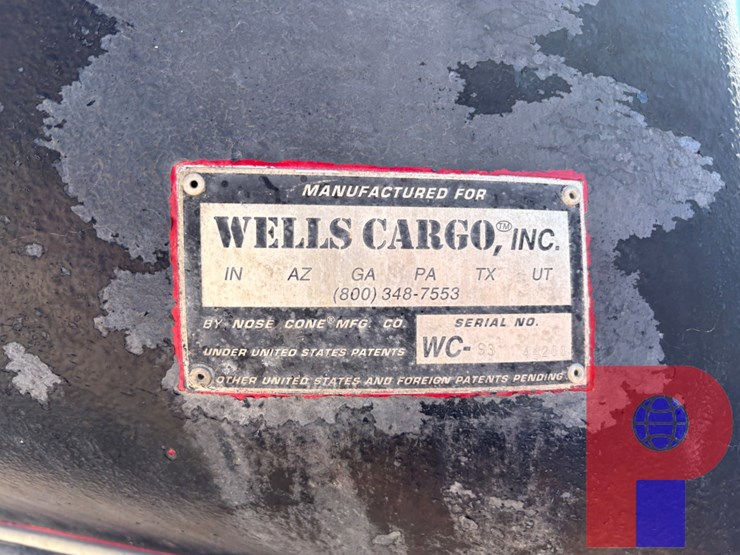 MANUFACTURED FOR
WELLS CARGO,™ INC.
IN AZ GA PA TX UT
(800) 348-7553
BY NOSE CONE MFG CO.
SERIAL NO.
UNDER UNITED STATES PATENTS
WC-
OTHER UNITED STATES AND FOREIGN PATENTS PENDING